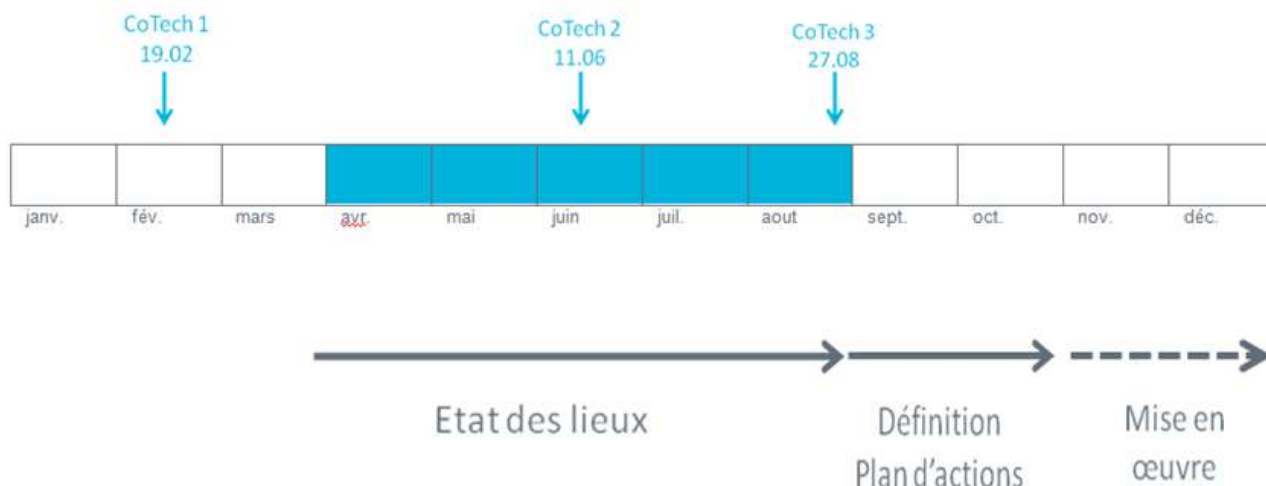 CoTech 1
19.02
CoTech 2
11.06
CoTech 3
27.08
janv.
fév.
mars
avr.
mai
juin
juil.
aout
sept.
oct.
nov.
déc.
Etat des lieux
Définition
Plan d'actions
Mise en
œuvre